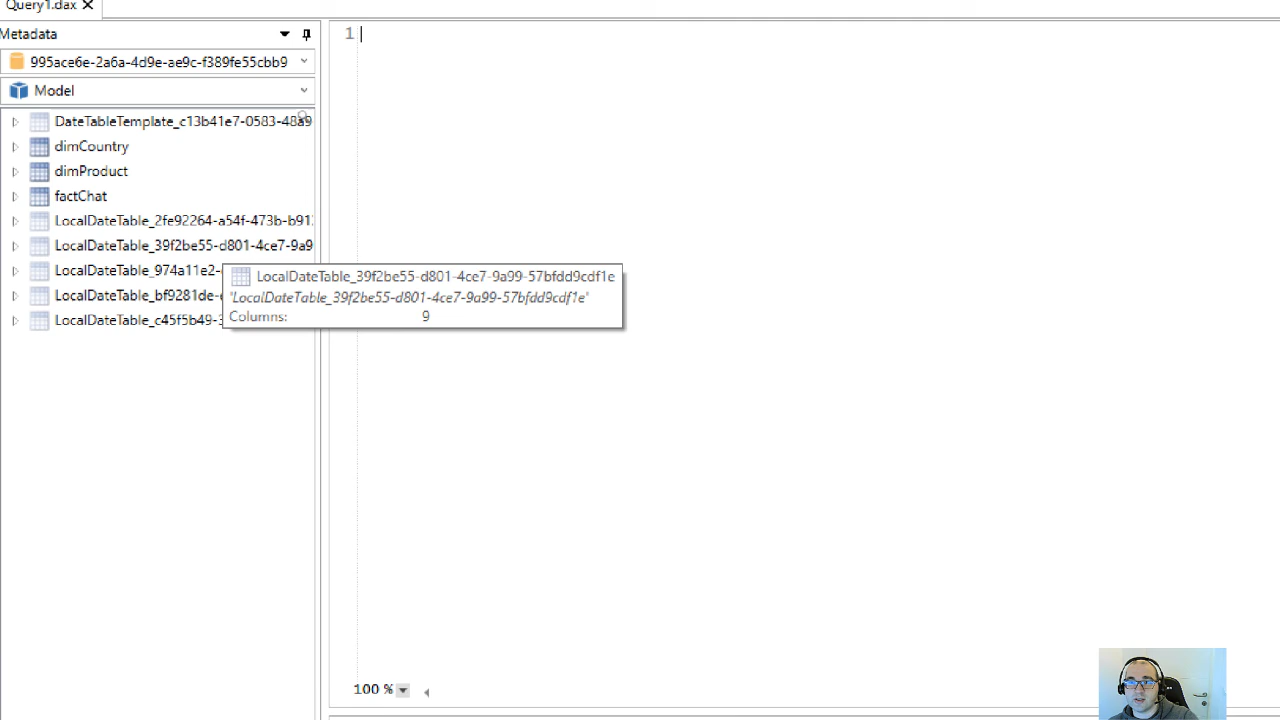 Query1.dax
Metadata
995ace6e-2a6a-4d9e-ae9c-f389fe55cbb9
Model
DateTableTemplate_c13b41e7-0583-48a9
dimCountry
dimProduct
factChat
LocalDateTable_2fe92264-a54f-473b-b913
LocalDateTable_39f2be55-d801-4ce7-9a9
LocalDateTable_974a11e2-
LocalDateTable_bf9281de-
LocalDateTable_c45f5b49-
LocalDateTable_39f2be55-d801-4ce7-9a99-57bfdd9cdf1e
'LocalDateTable_39f2be55-d801-4ce7-9a99-57bfdd9cdf1e'
Columns: 9
1
100 %